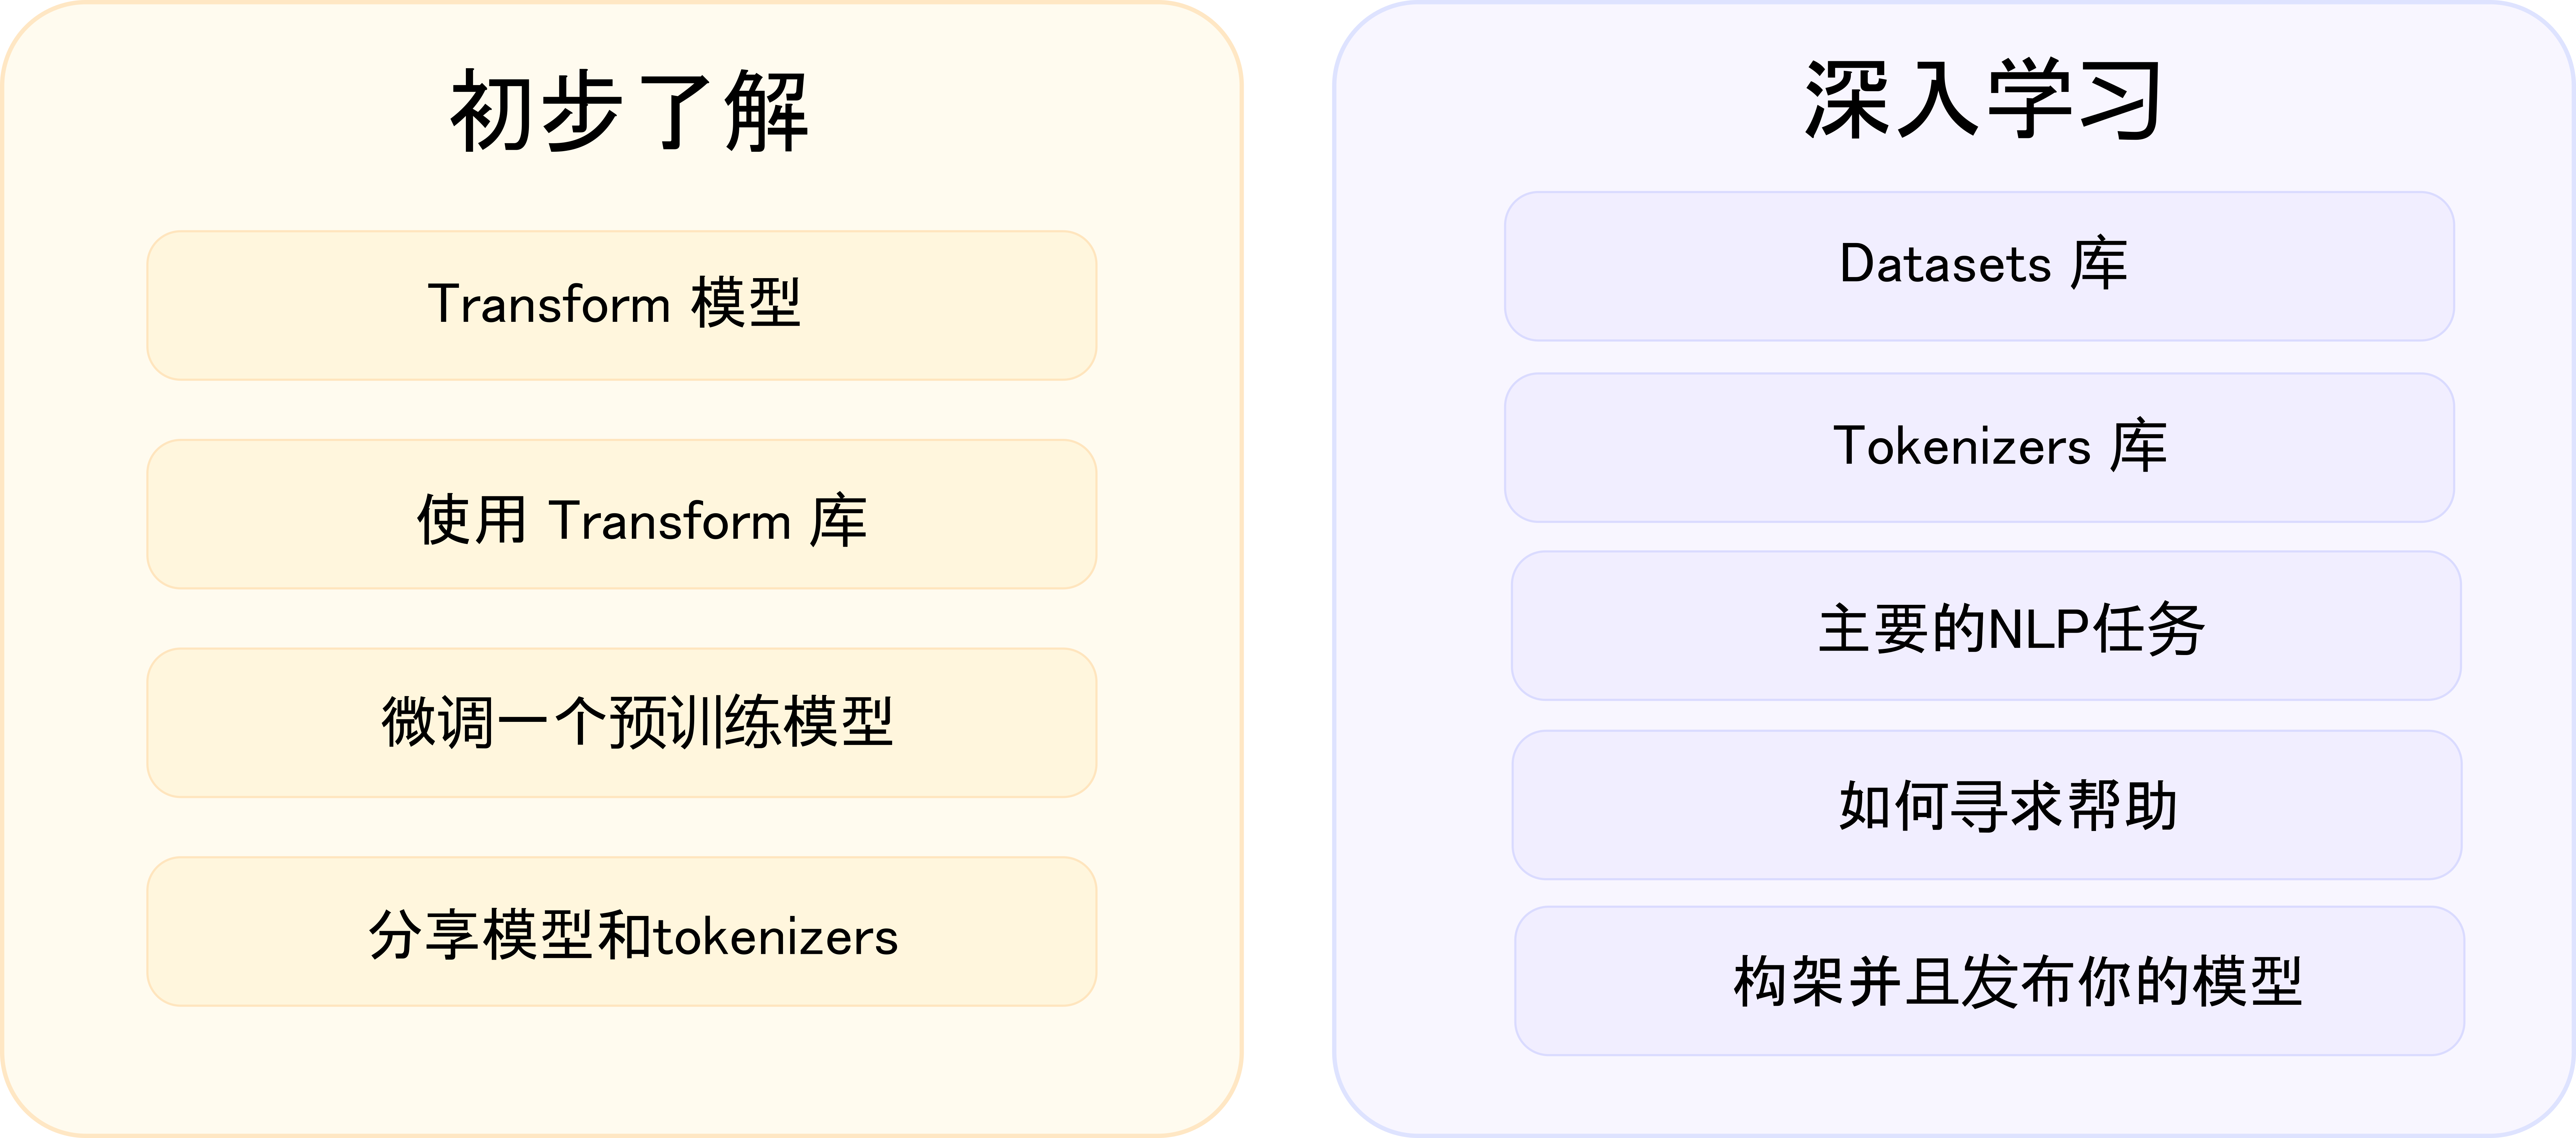 初步了解
Transform 模型
使用 Transform 库
微调一个预训练模型
分享模型和tokenizers
深入学习
Datasets 库
Tokenizers 库
主要的NLP任务
如何寻求帮助
构架并且发布你的模型